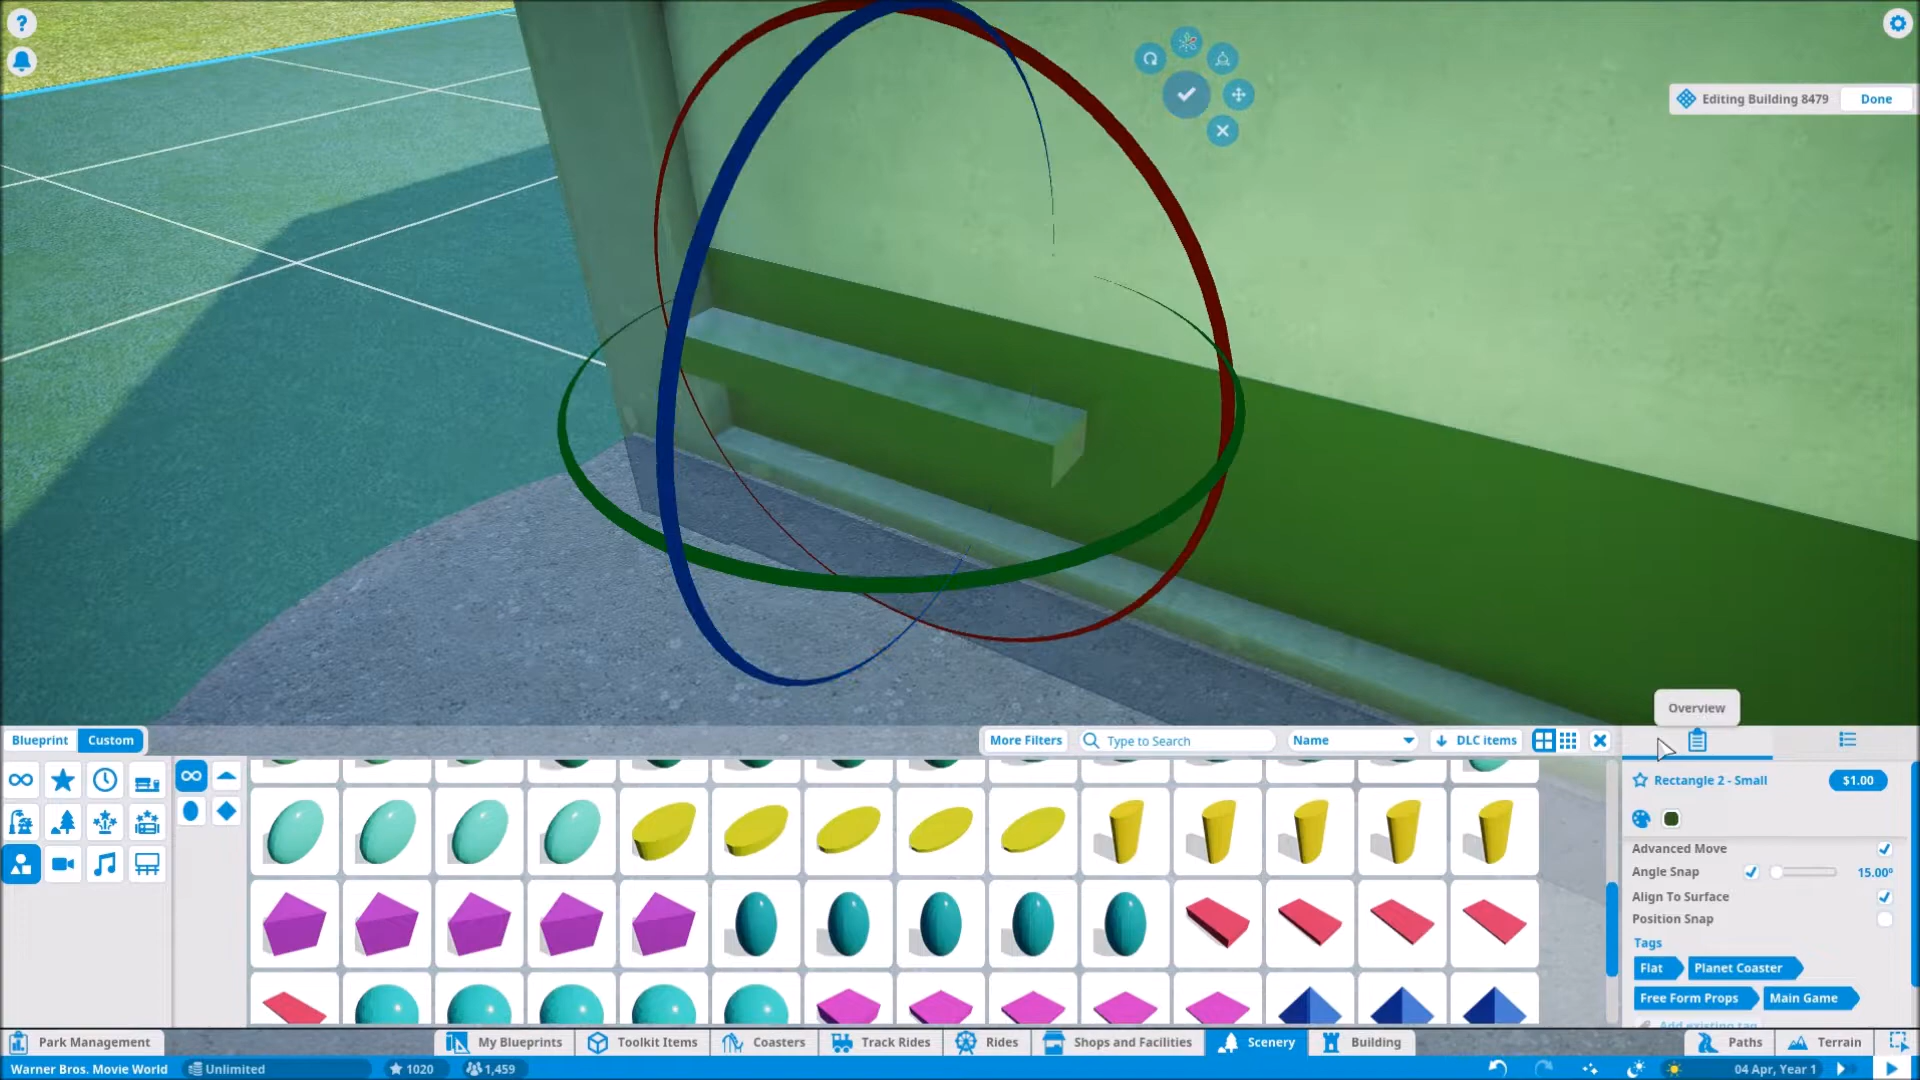 ?
Editing Building 8479 Done
Overview
Blueprint Custom
More Filters Type to Search Name DLC items
Rectangle 2 - Small $1.00
Advanced Move
Angle Snap 15.00°
Align To Surface
Position Snap
Tags
Flat Planet Coaster
Free Form Props Main Game
Add existing tag
Park Management My Blueprints Toolkit Items Coasters Track Rides Rides Shops and Facilities Scenery Building Paths Terrain
Warner Bros. Movie World Unlimited 1020 1,459 04 Apr, Year 1